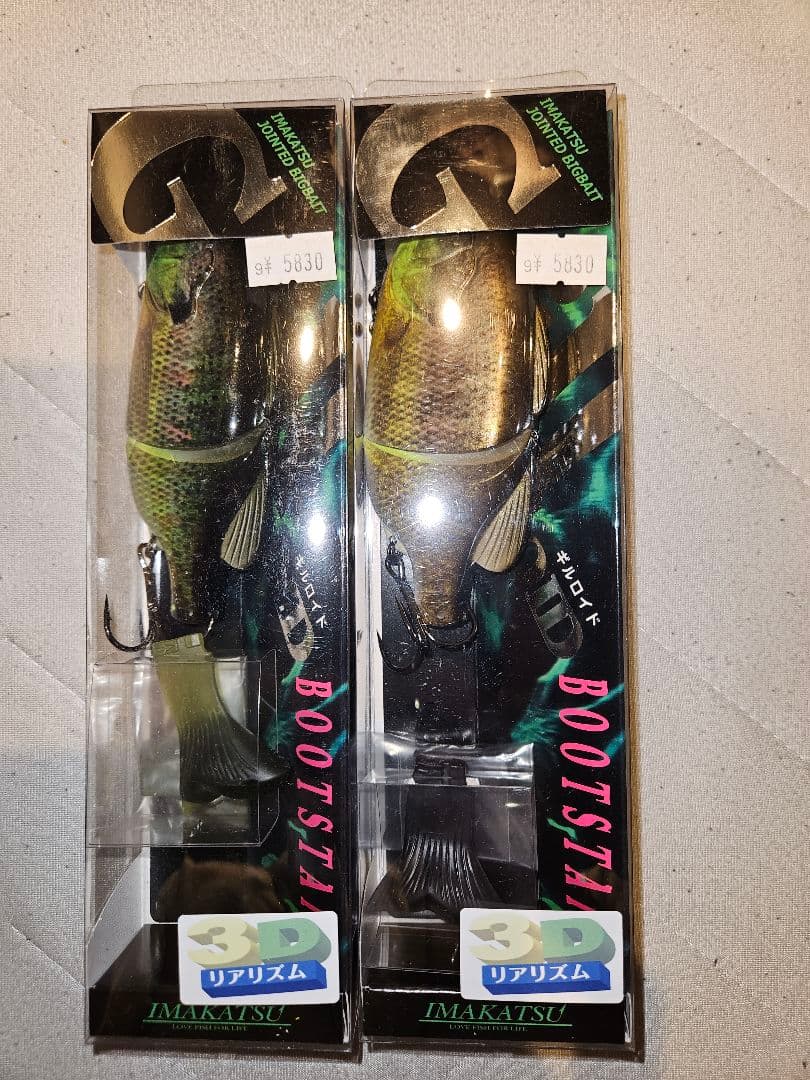 IMAKATSU
JOINTED BIGBAIT
9¥ 5830
ギルロイド
BOOTSTA
3D
リアリズム
IMAKATSU
LOVE FISH FOR LIFE
IMAKATSU
JOINTED BIGBAIT
9¥ 5830
ギルロイド
BOOTSTA
3D
リアリズム
IMAKATSU
LOVE FISH FOR LIFE